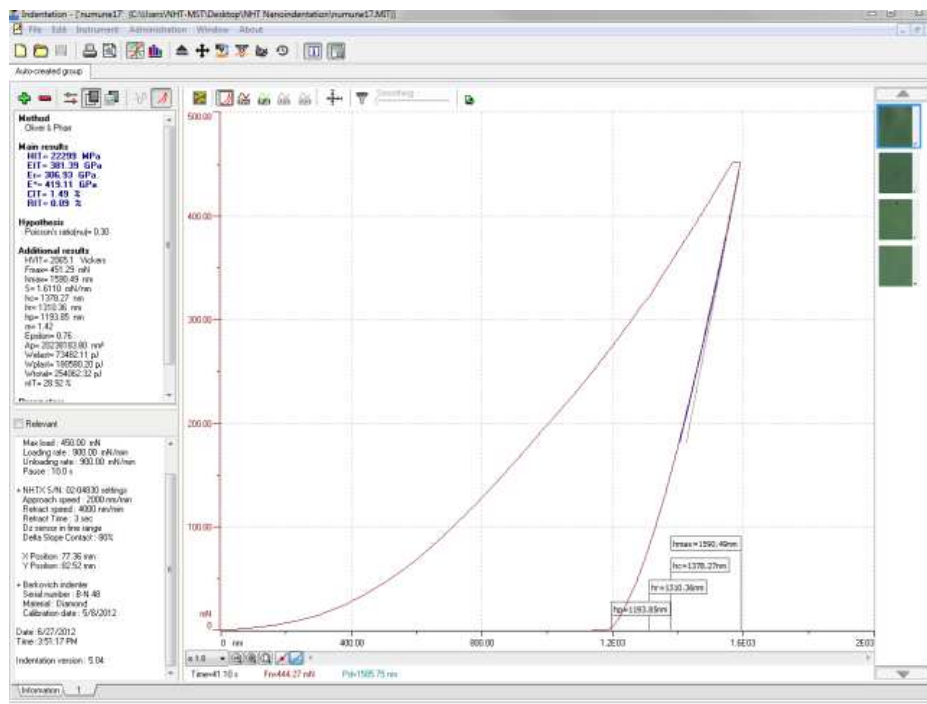 Indentation - ['numune17' (C:\Users\NHT-MST\Desktop\NHT Nanoindentation\numune17.MIT)]
File Edit Instrument Administration Window About
Auto-created group
Smoothing
Method
Oliver & Pharr
Main results
HIT= 22299 MPa
EIT= 381.39 GPa
Er= 306.93 GPa
E*= 419.11 GPa
CIT= 1.49 %
RIT= 0.09 %
Hypothesis
Poisson's ratio(nu)= 0.30
Additional results
HVIT= 2065.1 Vickers
Fmax= 451.29 mN
hmax= 1590.49 nm
S= 1.6110 mN/nm
hc= 1378.27 nm
hr= 1310.36 nm
hp= 1193.85 nm
m= 1.42
Epsilon= 0.76
Ap= 20238183.80 nm²
Welast= 73482.11 pJ
Wplast= 180580.20 pJ
Wtotal= 254062.32 pJ
nIT= 28.92 %
Relevant
Max load : 450.00 mN
Loading rate : 900.00 mN/min
Unloading rate : 900.00 mN/min
Pause : 10.0 s
NHTX S/N: 02-04830 settings
Approach speed : 2000 nm/min
Retract speed : 4000 nm/min
Retract Time : 3 sec
Dz sensor in fine range
Delta Slope Contact : 80%
X Position: 77.36 mm
Y Position: 82.52 mm
Berkovich indenter
Serial number : B-N 48
Material : Diamond
Calibration date : 5/8/2012
Date: 6/27/2012
Time :3:51:17 PM
Indentation version : 5.04
500.00
400.00
300.00
200.00
100.00
mN
0
0 nm 400.00 800.00 1.2E03 1.6E03 2E03
hmax=1590.49nm
hc=1378.27nm
hr=1310.36nm
hp=1193.85nm
x 1.0
Time=41.10 s Fn=444.27 mN Pd=1585.75 nm
Information 1